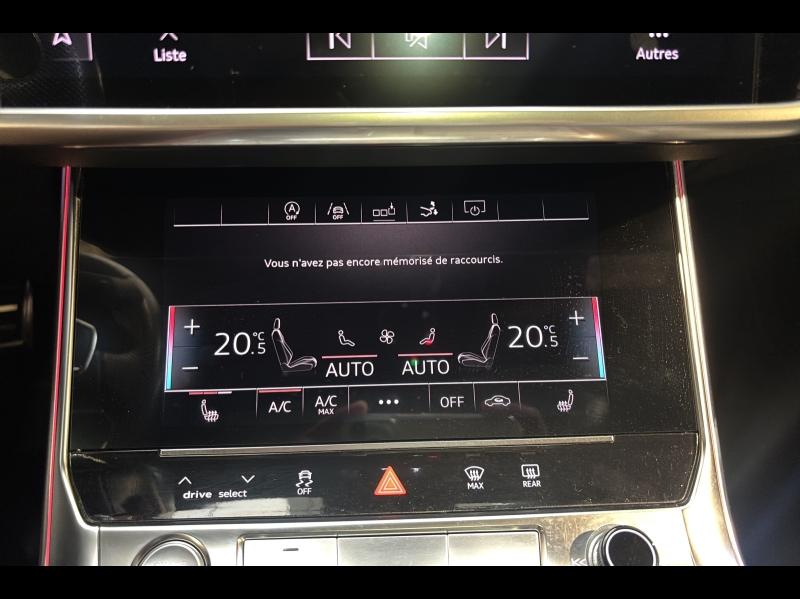 Liste
Autres
A
OFF
OFF
Vous n'avez pas encore mémorisé de raccourcis.
+ 20.5 °C
20.5 °C +
−
−
AUTO
AUTO
A/C
A/C MAX
•••
OFF
drive select
OFF
MAX
REAR